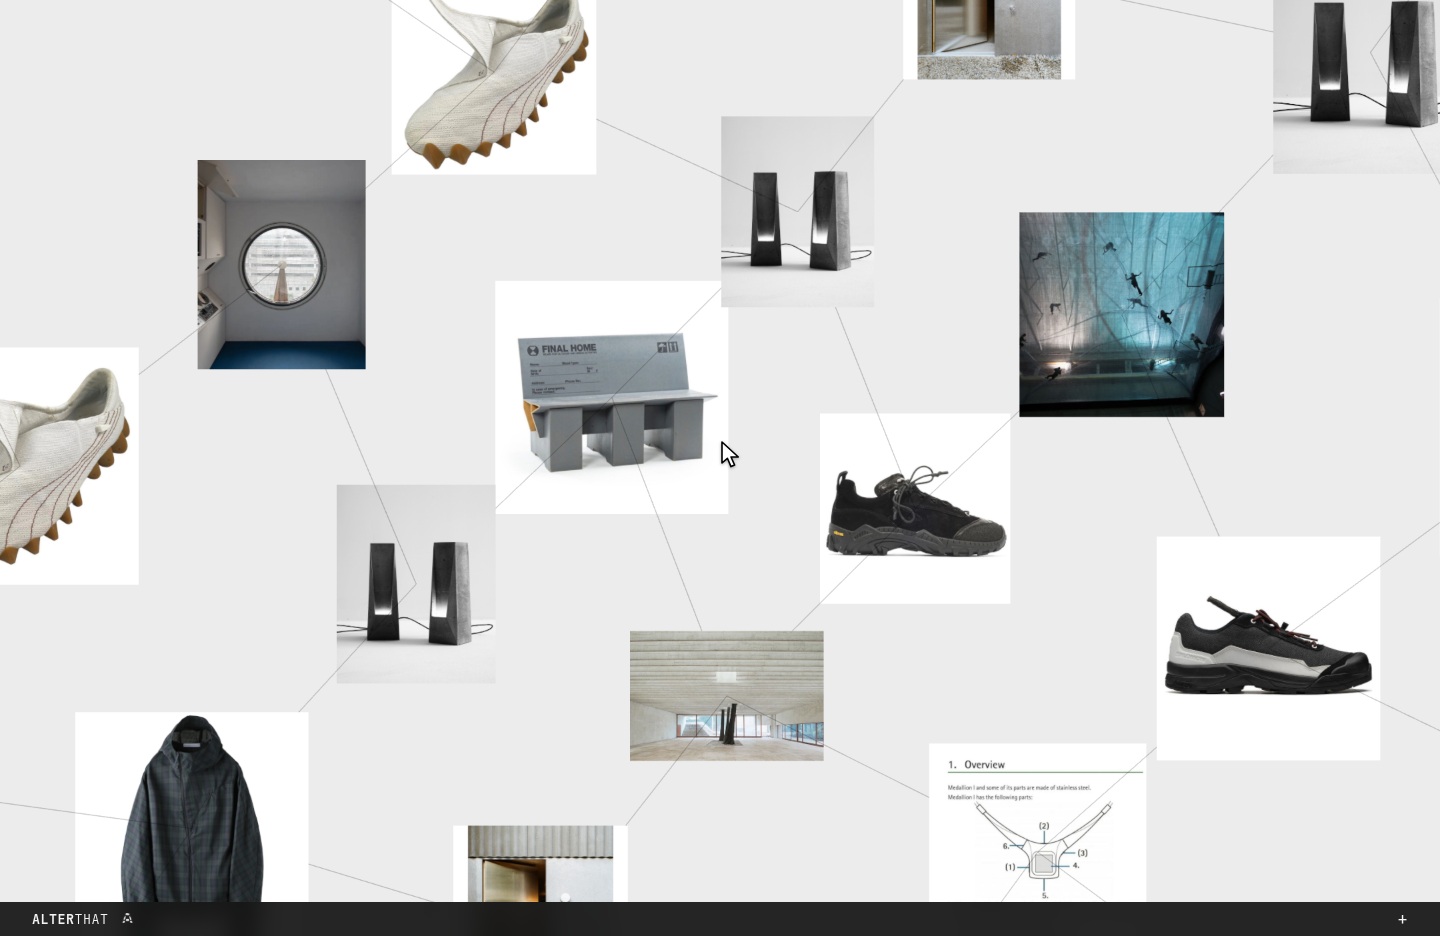 FINAL HOME
1. Overview
Medallion I and some of its parts are made of stainless steel.
Medallion I has the following parts:
(2)
6.
(3)
(1)
4.
5.
ALTERTHAT
+